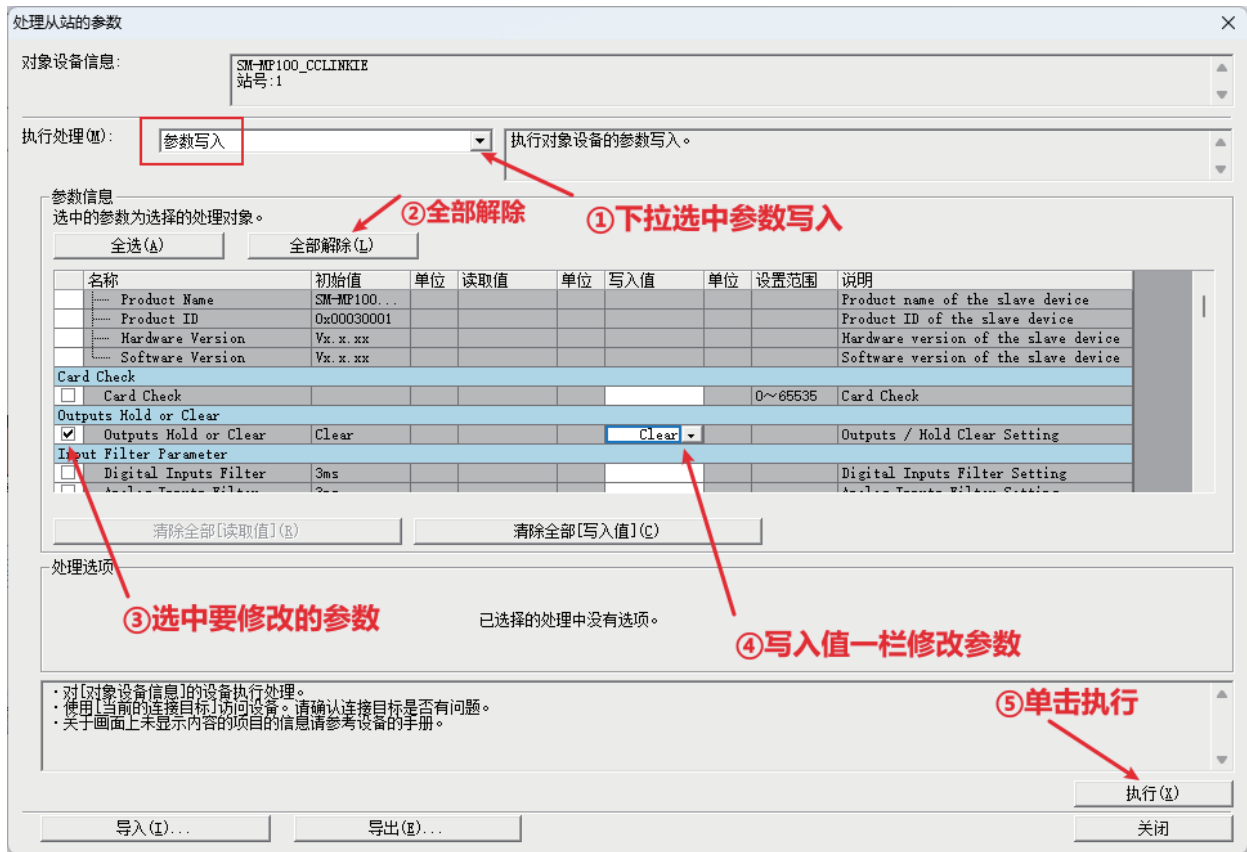 处理从站的参数
对象设备信息:
SM-MP100_CCLINKIE
站号:1
执行处理(M):
参数写入
执行对象设备的参数写入。
参数信息
选中的参数为选择的处理对象。
②全部解除
①下拉选中参数写入
全选(A)
全部解除(L)
名称 初始值 单位 读取值 单位 写入值 单位 设置范围 说明
Product Name SM-MP100... Product name of the slave device
Product ID 0x00030001 Product ID of the slave device
Hardware Version Vx.x.xx Hardware version of the slave device
Software Version Vx.x.xx Software version of the slave device
Card Check
Card Check 0~65535 Card Check
Outputs Hold or Clear
Outputs Hold or Clear Clear Clear Outputs / Hold Clear Setting
Input Filter Parameter
Digital Inputs Filter 3ms Digital Inputs Filter Setting
清除全部[读取值](R)
清除全部[写入值](C)
处理选项
③选中要修改的参数
已选择的处理中没有选项。
④写入值一栏修改参数
·对[对象设备信息]的设备执行处理。
·使用[当前的连接目标]访问设备。请确认连接目标是否有问题。
·关于画面上未显示内容的项目的信息请参考设备的手册。
⑤单击执行
执行(X)
导入(I)...
导出(E)...
关闭